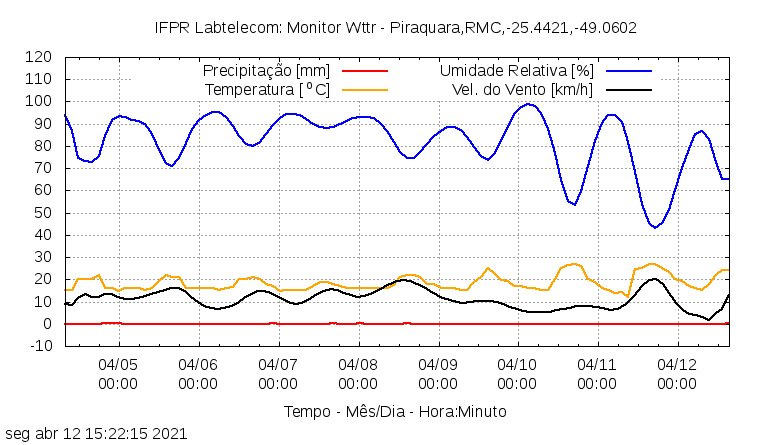 IFPR Labtelecom: Monitor Wttr - Piraquara,RMC,-25.4421,-49.0602
Precipitação [mm]
Temperatura [⁰C]
Umidade Relativa [%]
Vel. do Vento [km/h]
120
110
100
90
80
70
60
50
40
30
20
10
0
-10
04/05 04/06 04/07 04/08 04/09 04/10 04/11 04/12
00:00 00:00 00:00 00:00 00:00 00:00 00:00 00:00
Tempo - Mês/Dia - Hora:Minuto
seg abr 12 15:22:15 2021